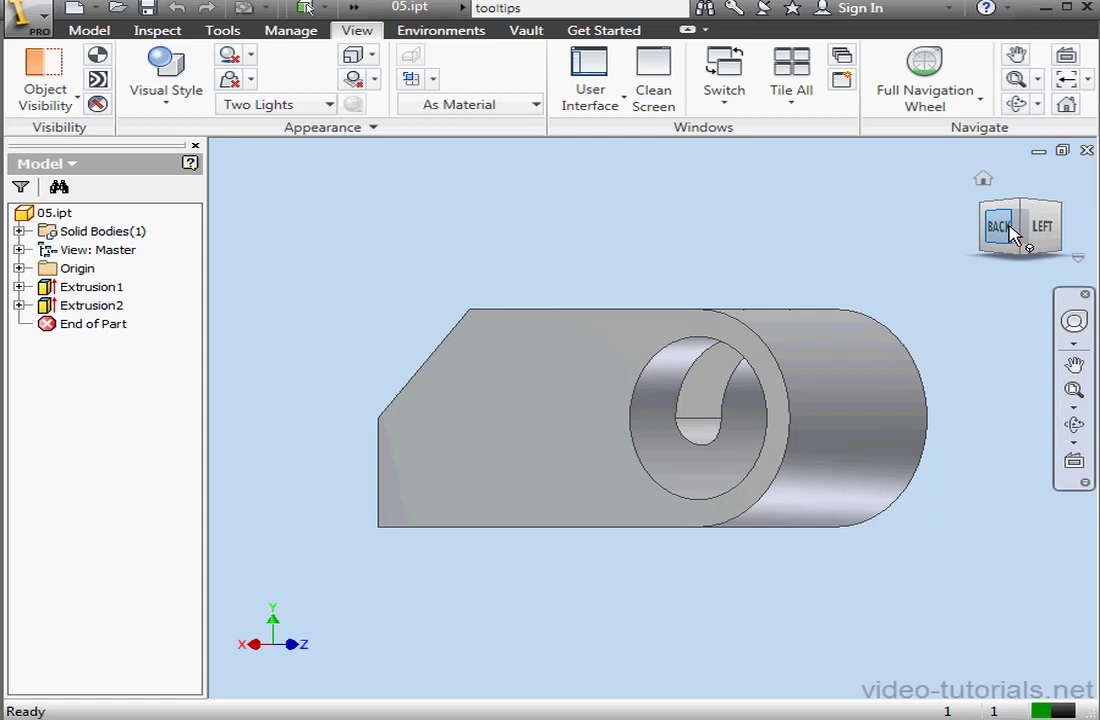 PRO
05.ipt
tooltips
Sign In
Model
Inspect
Tools
Manage
View
Environments
Vault
Get Started
Object
Visibility
Visual Style
Two Lights
As Material
User
Interface
Clean
Screen
Switch
Tile All
Full Navigation
Wheel
Visibility
Appearance
Windows
Navigate
Model
05.ipt
Solid Bodies(1)
View: Master
Origin
Extrusion1
Extrusion2
End of Part
BACK
LEFT
Y
X
Z
video-tutorials.net
Ready
1
1